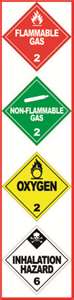 FLAMMABLE
GAS
2
NON-FLAMMABLE
GAS
2
OXYGEN
2
INHALATION
HAZARD
6